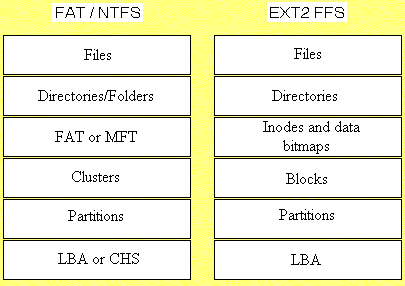 FAT / NTFS
Files
Directories/Folders
FAT or MFT
Clusters
Partitions
LBA or CHS
EXT2 FFS
Files
Directories
Inodes and data
bitmaps
Blocks
Partitions
LBA